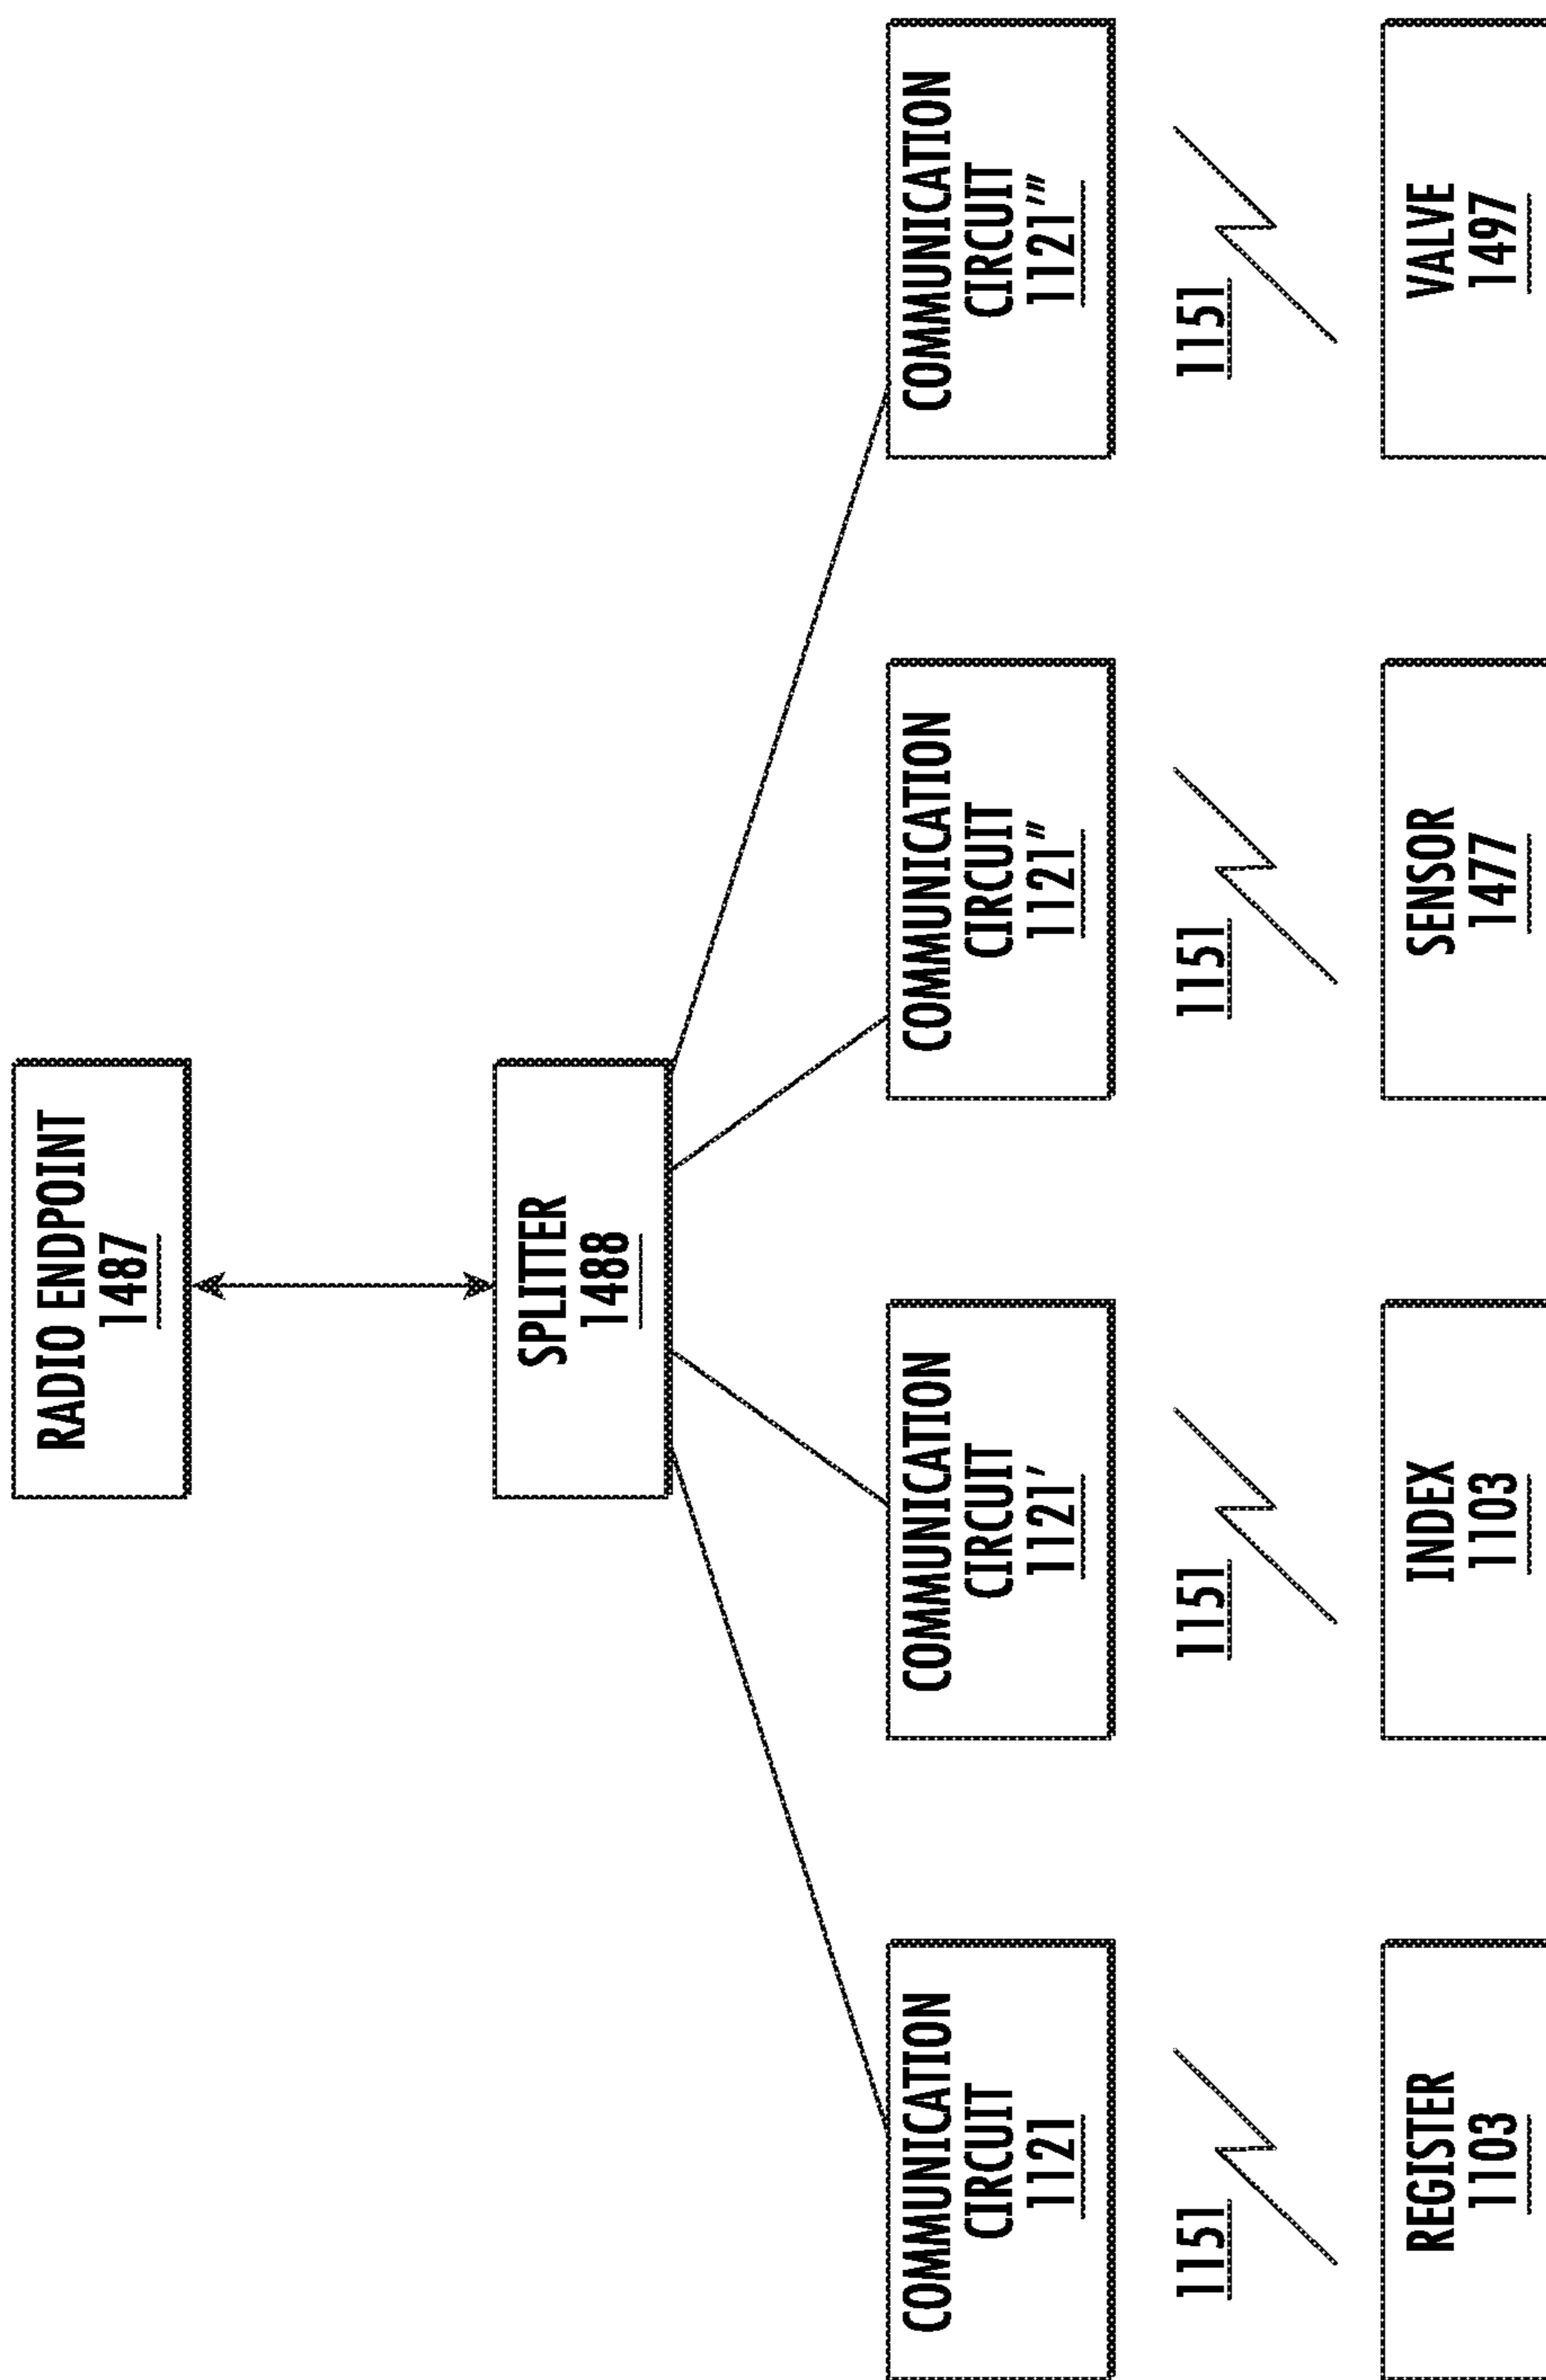 RADIO ENDPOINT
1487
SPLITTER
1488
COMMUNICATION
CIRCUIT
1121
COMMUNICATION
CIRCUIT
1121′
COMMUNICATION
CIRCUIT
1121″
COMMUNICATION
CIRCUIT
1121‴
1151
1151
1151
1151
REGISTER
1103
INDEX
1103
SENSOR
1477
VALVE
1497